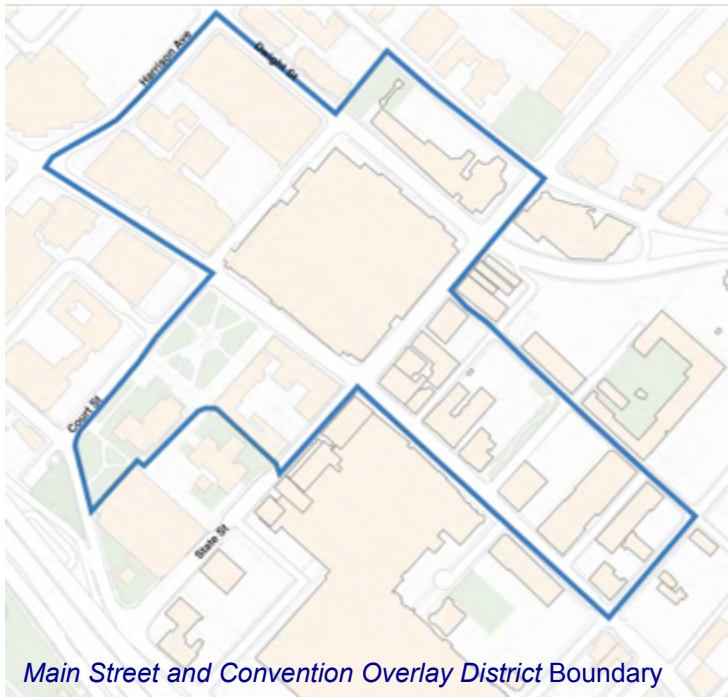 Harrison Ave
Dwight St
Court St
State St
Main Street and Convention Overlay District Boundary